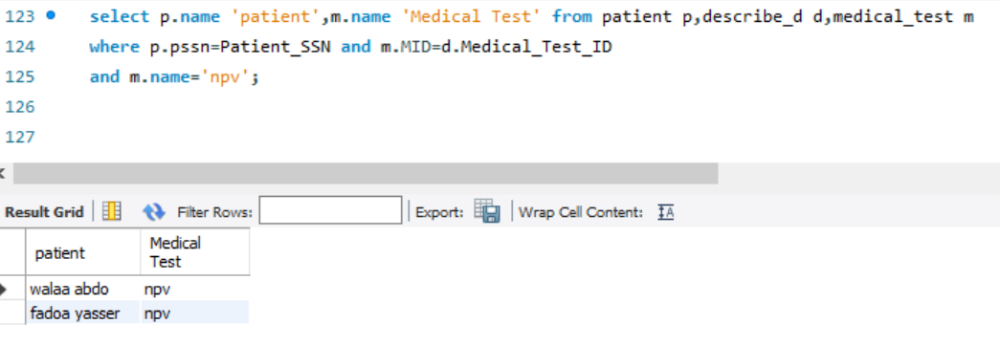 123 select p.name 'patient',m.name 'Medical Test' from patient p,describe_d d,medical_test m
124 where p.pssn=Patient_SSN and m.MID=d.Medical_Test_ID
125 and m.name='npv';
126
127
Result Grid Filter Rows: Export: Wrap Cell Content: IA
patient Medical
Test
walaa abdo npv
fadoa yasser npv